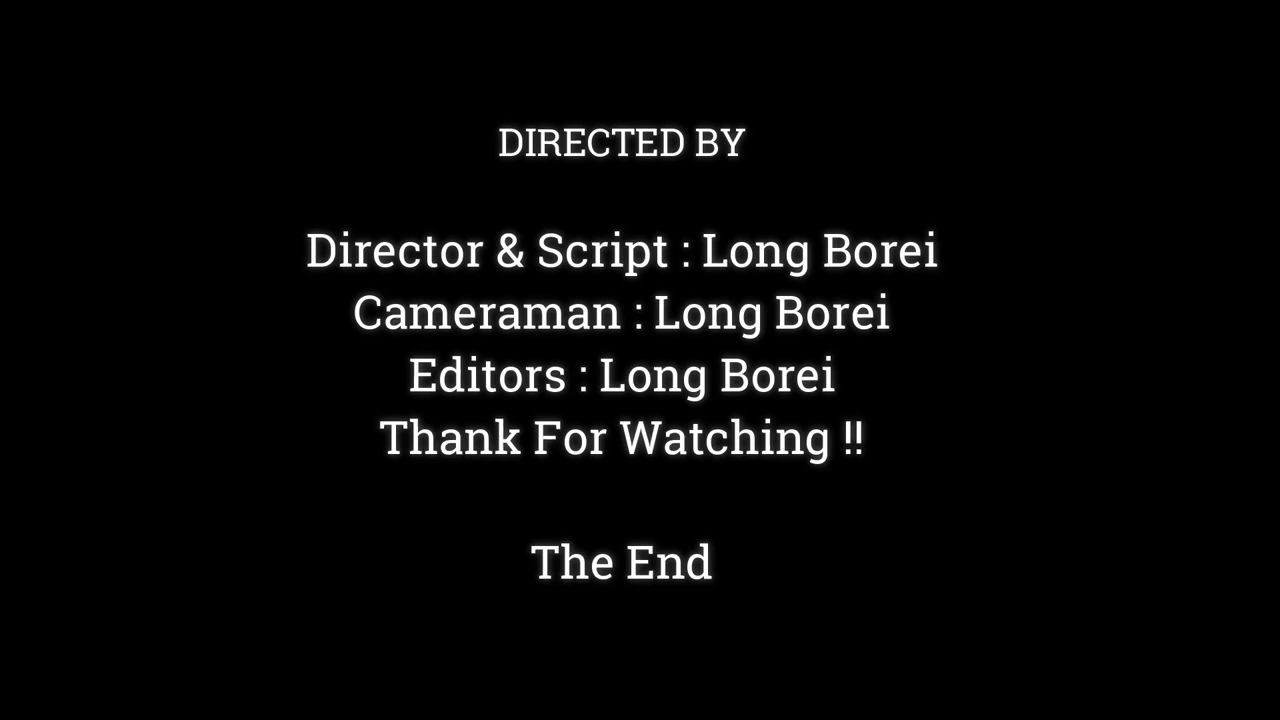 DIRECTED BY
Director & Script : Long Borei
Cameraman : Long Borei
Editors : Long Borei
Thank For Watching !!
The End